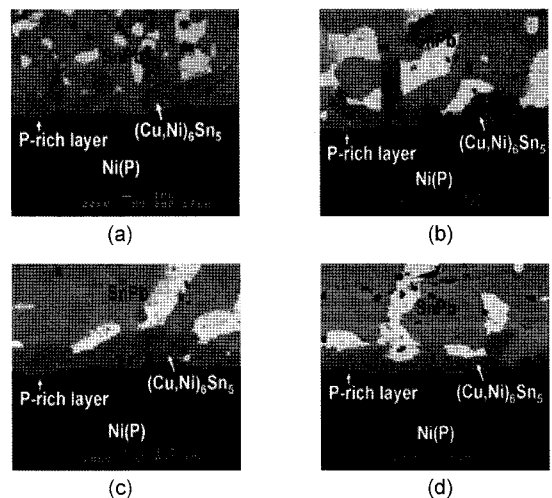 (Cu,Ni)₆Sn₅
P-rich layer
Ni(P)
(a)
SnPb
(Cu,Ni)₆Sn₅
P-rich layer
Ni(P)
(b)
SnPb
(Cu,Ni)₆Sn₅
P-rich layer
Ni(P)
(c)
SnPb
(Cu,Ni)₆Sn₅
P-rich layer
Ni(P)
(d)